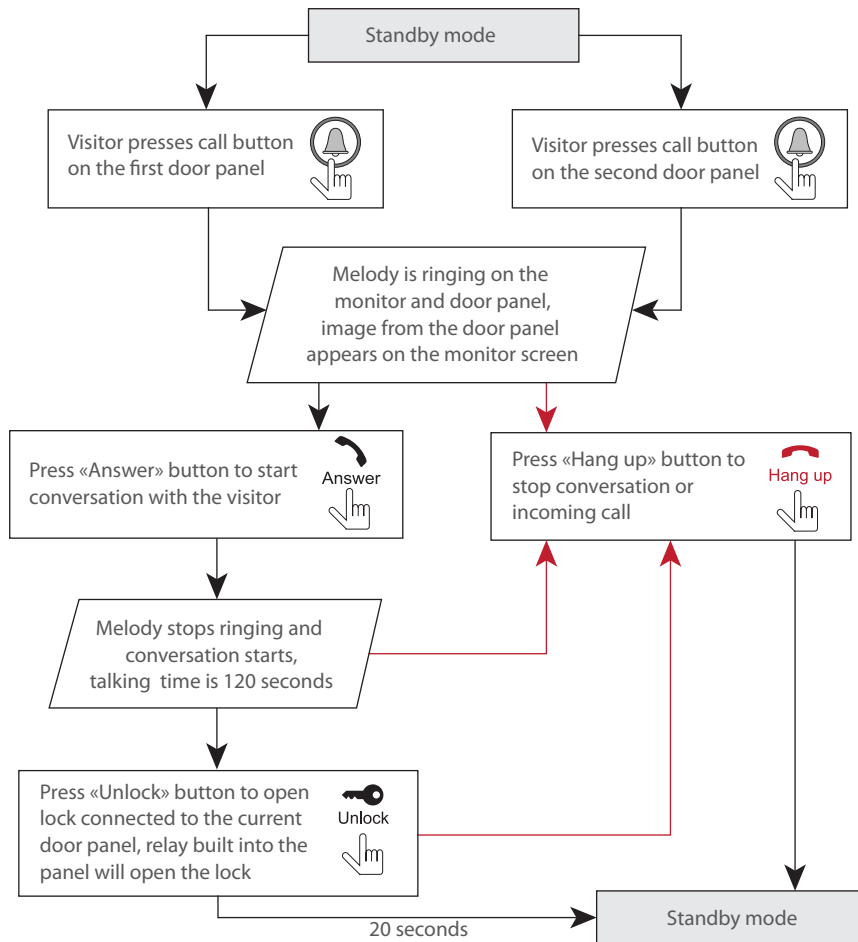 Standby mode
Visitor presses call button
on the first door panel
Visitor presses call button
on the second door panel
Melody is ringing on the
monitor and door panel,
image from the door panel
appears on the monitor screen
Press «Answer» button to start
conversation with the visitor
Answer
Press «Hang up» button to
stop conversation or
incoming call
Hang up
Melody stops ringing and
conversation starts,
talking time is 120 seconds
Press «Unlock» button to open
lock connected to the current
door panel, relay built into the
panel will open the lock
Unlock
20 seconds
Standby mode